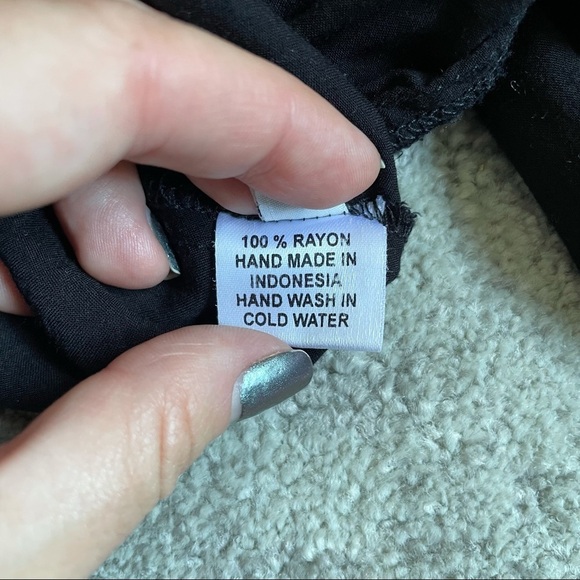 100 % RAYON
HAND MADE IN
INDONESIA
HAND WASH IN
COLD WATER